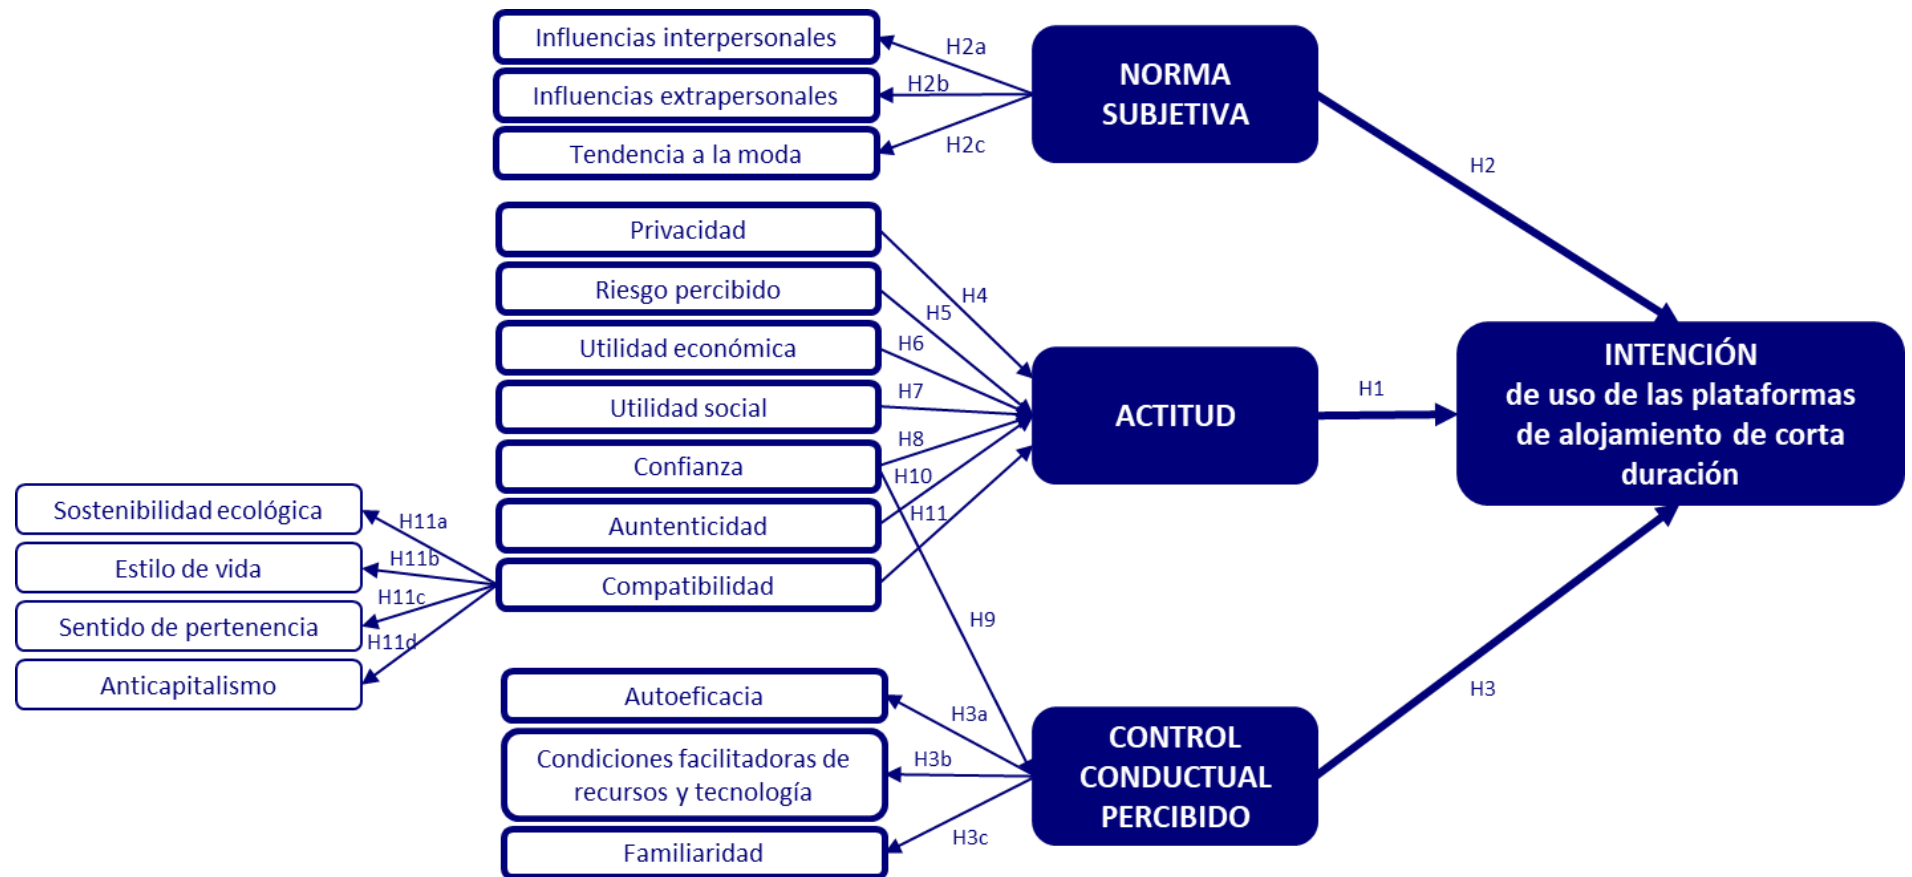 Influencias interpersonales
Influencias extrapersonales
Tendencia a la moda
H2a
H2b
H2c
NORMA
SUBJETIVA
H2
Privacidad
Riesgo percibido
Utilidad económica
Utilidad social
Confianza
Auntenticidad
Compatibilidad
H4
H5
H6
H7
H8
H10
H11
H9
ACTITUD
H1
INTENCIÓN
de uso de las plataformas
de alojamiento de corta
duración
Sostenibilidad ecológica
Estilo de vida
Sentido de pertenencia
Anticapitalismo
H11a
H11b
H11c
H11d
Autoeficacia
Condiciones facilitadoras de
recursos y tecnología
Familiaridad
H3a
H3b
H3c
CONTROL
CONDUCTUAL
PERCIBIDO
H3